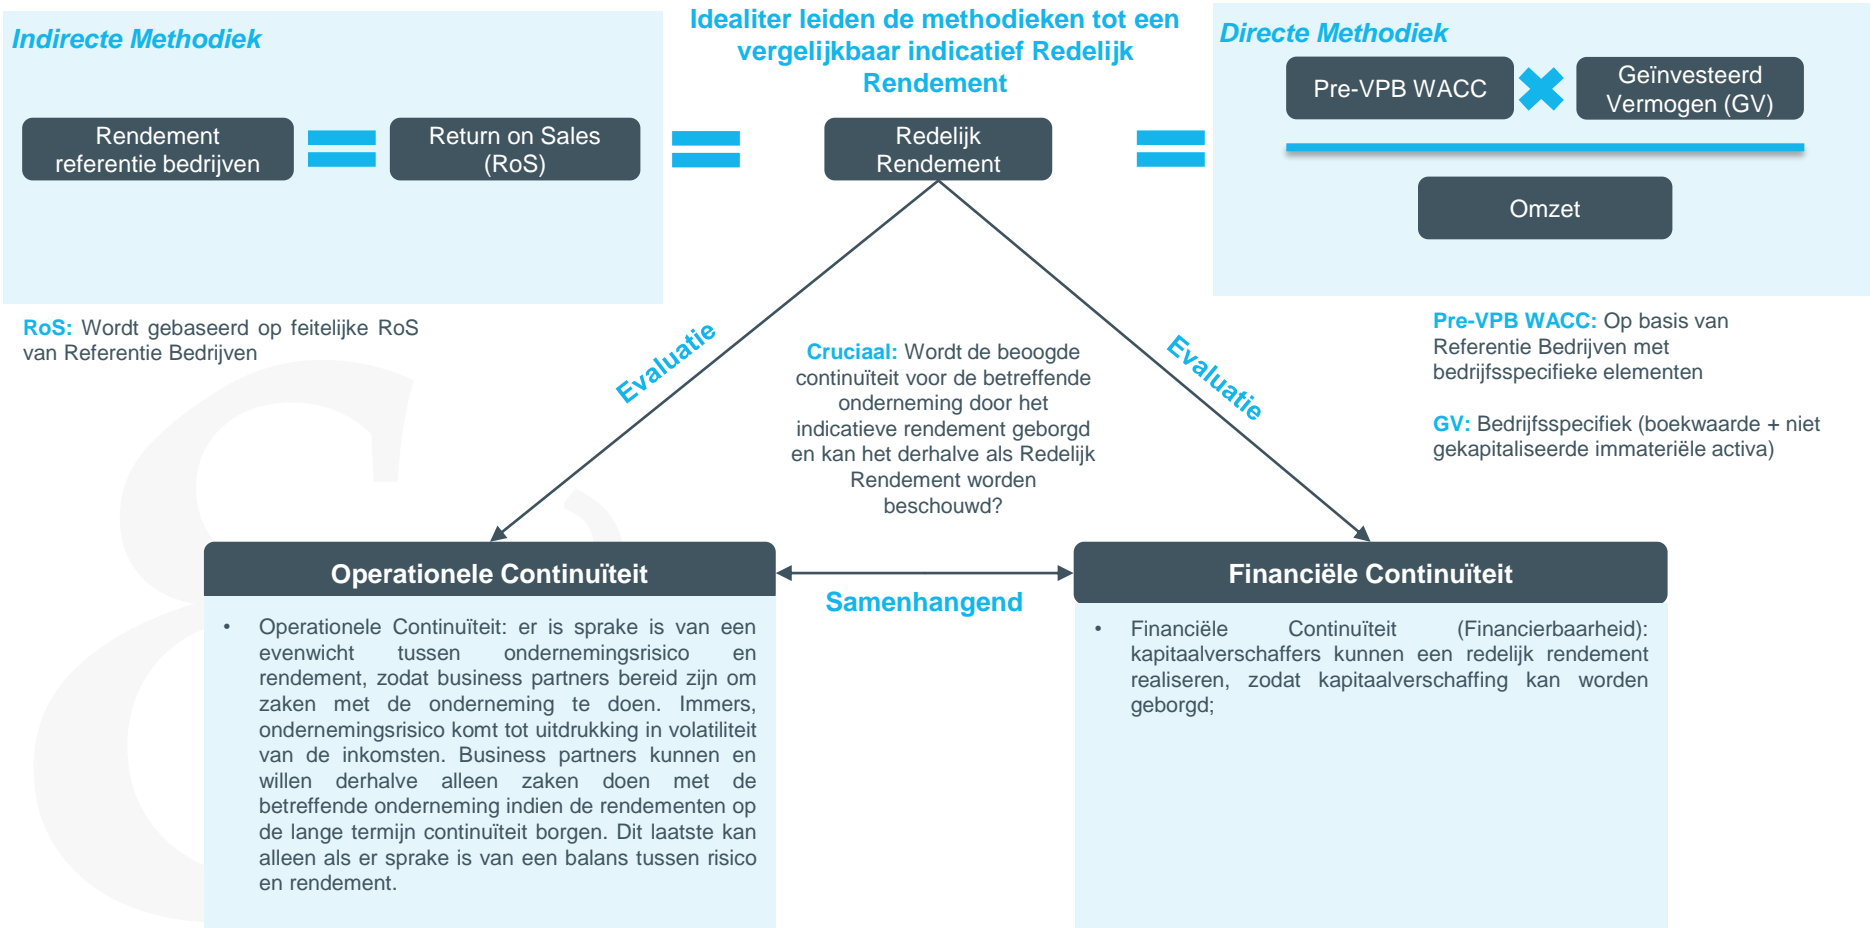 Indirecte Methodiek
Rendement
referentie bedrijven
Return on Sales
(RoS)
Idealiter leiden de methodieken tot een
vergelijkbaar indicatief Redelijk
Rendement
Redelijk
Rendement
Directe Methodiek
Pre-VPB WACC
Geïnvesteerd
Vermogen (GV)
Omzet
RoS: Wordt gebaseerd op feitelijke RoS
van Referentie Bedrijven
Evaluatie
Cruciaal: Wordt de beoogde
continuïteit voor de betreffende
onderneming door het
indicatieve rendement geborgd
en kan het derhalve als Redelijk
Rendement worden
beschouwd?
Evaluatie
Pre-VPB WACC: Op basis van
Referentie Bedrijven met
bedrijfsspecifieke elementen
GV: Bedrijfsspecifiek (boekwaarde + niet
gekapitaliseerde immateriële activa)
Operationele Continuïteit
• Operationele Continuïteit: er is sprake is van een
evenwicht tussen ondernemingsrisico en
rendement, zodat business partners bereid zijn om
zaken met de onderneming te doen. Immers,
ondernemingsrisico komt tot uitdrukking in volatiliteit
van de inkomsten. Business partners kunnen en
willen derhalve alleen zaken doen met de
betreffende onderneming indien de rendementen op
de lange termijn continuïteit borgen. Dit laatste kan
alleen als er sprake is van een balans tussen risico
en rendement.
Samenhangend
Financiële Continuïteit
• Financiële Continuïteit (Financierbaarheid):
kapitaalverschaffers kunnen een redelijk rendement
realiseren, zodat kapitaalverschaffing kan worden
geborgd;